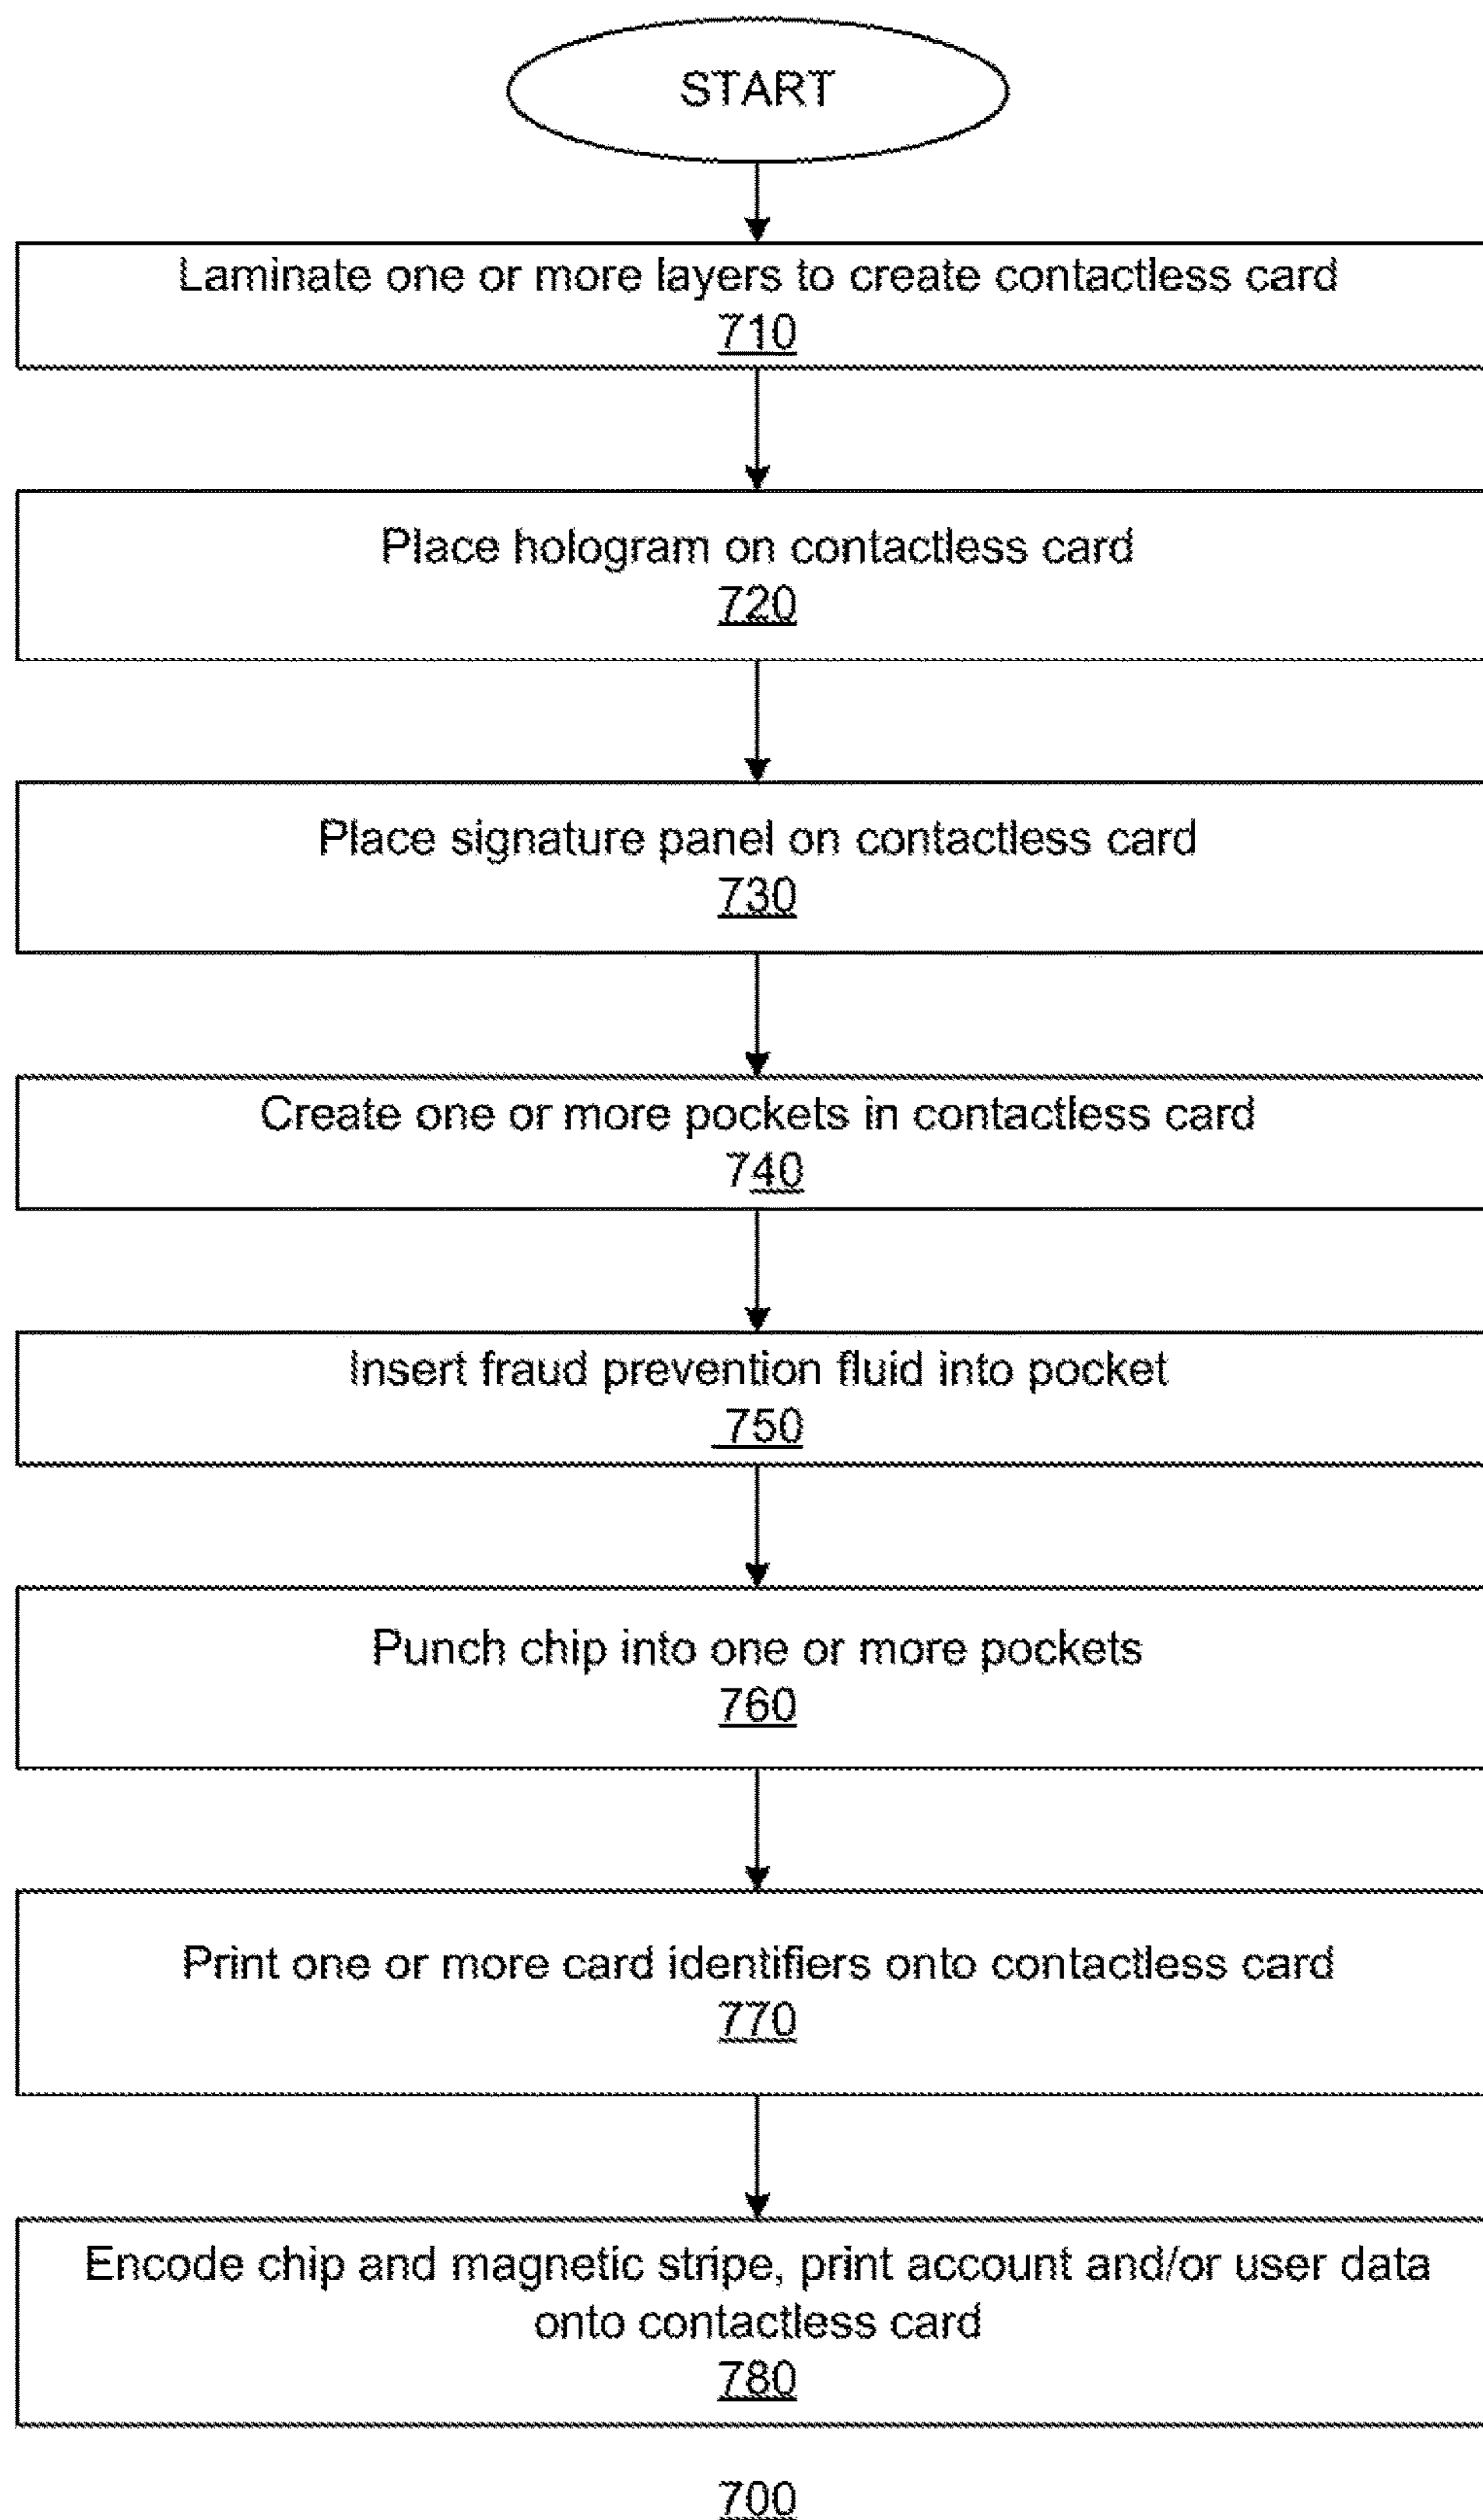 START
Laminate one or more layers to create contactless card
710
Place hologram on contactless card
720
Place signature panel on contactless card
730
Create one or more pockets in contactless card
740
Insert fraud prevention fluid into pocket
750
Punch chip into one or more pockets
760
Print one or more card identifiers onto contactless card
770
Encode chip and magnetic stripe, print account and/or user data
onto contactless card
780
700